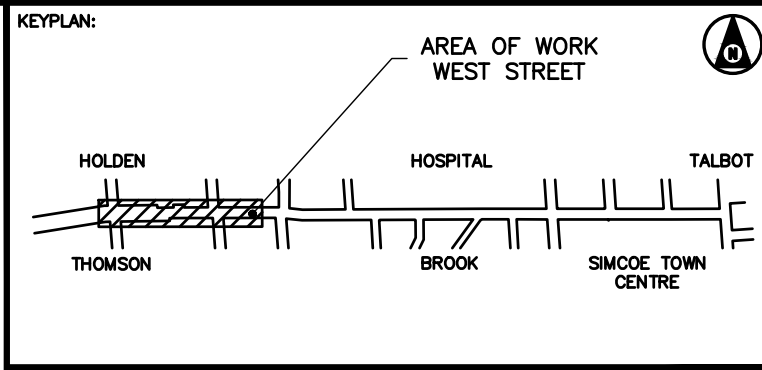 KEYPLAN:
AREA OF WORK
WEST STREET
N
HOLDEN
HOSPITAL
TALBOT
THOMSON
BROOK
SIMCOE TOWN
CENTRE